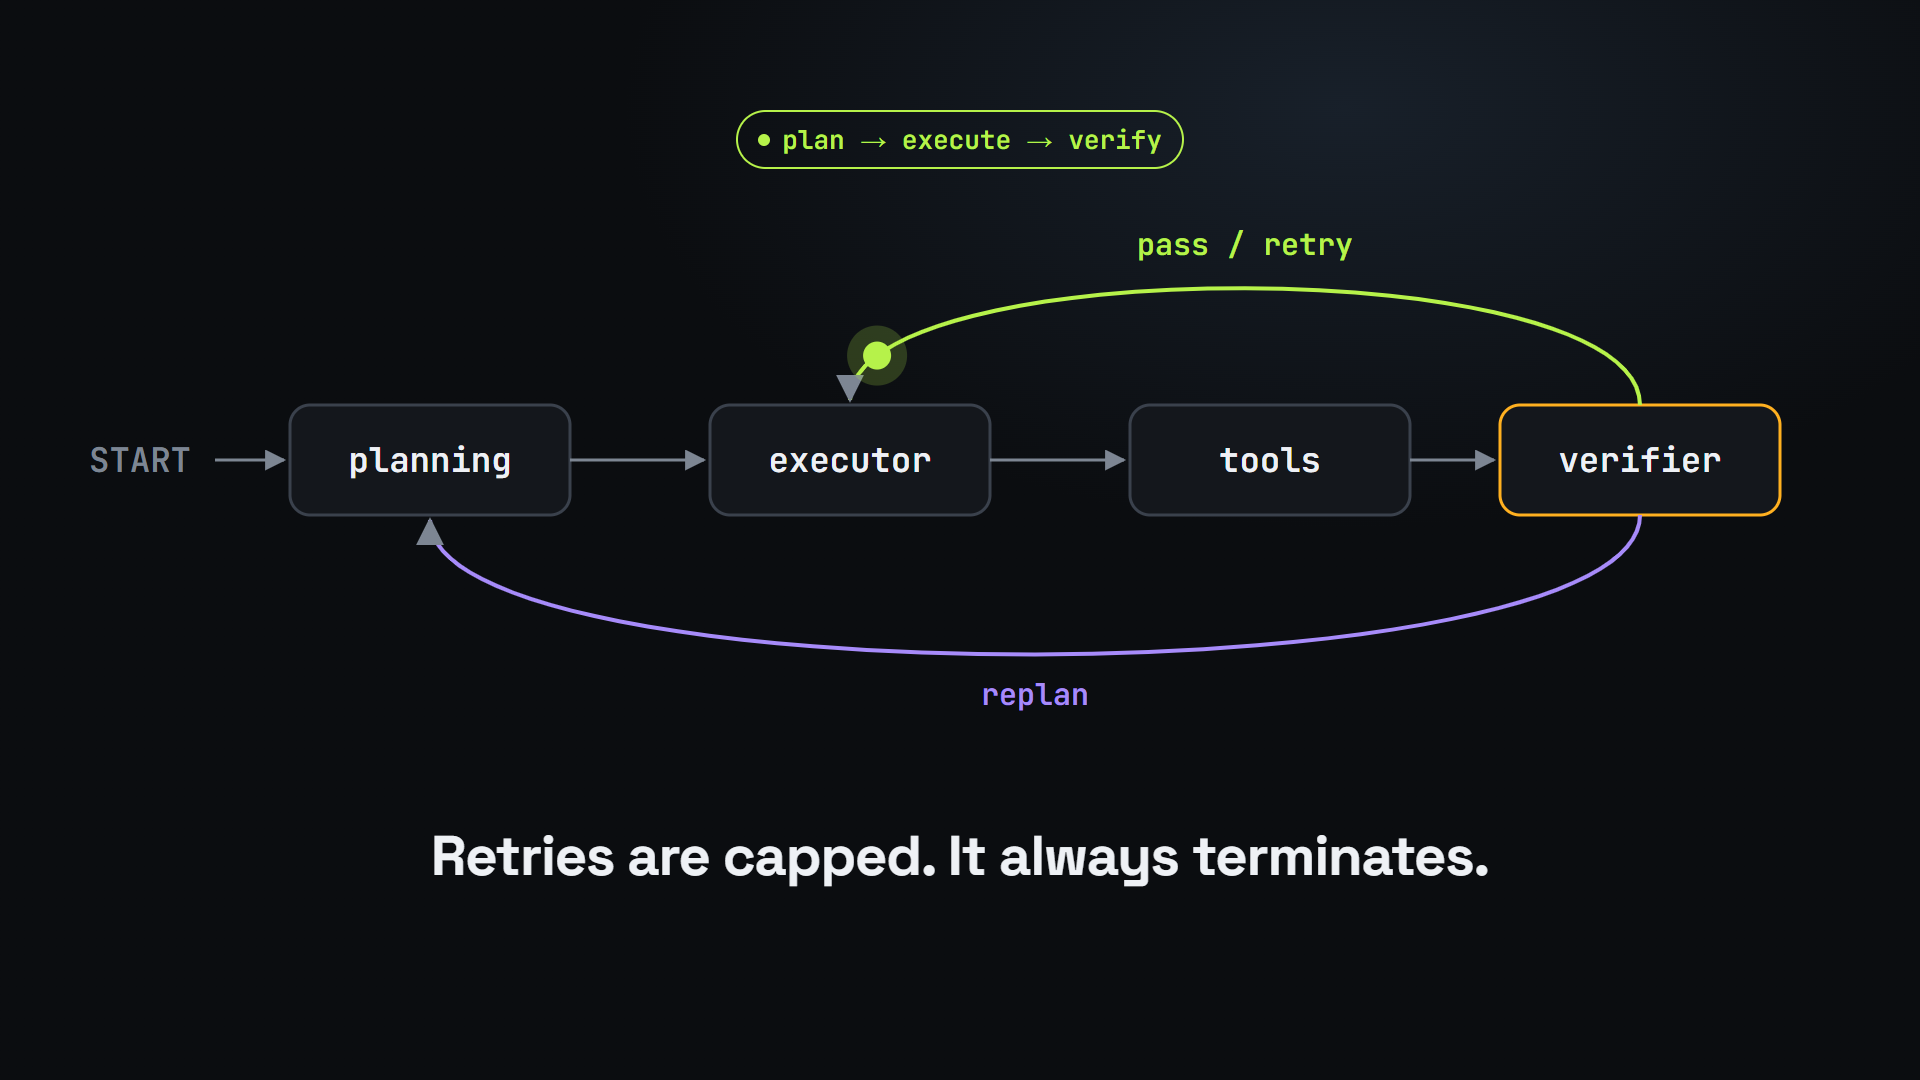 plan → execute → verify
pass / retry
START
planning
executor
tools
verifier
replan
Retries are capped. It always terminates.